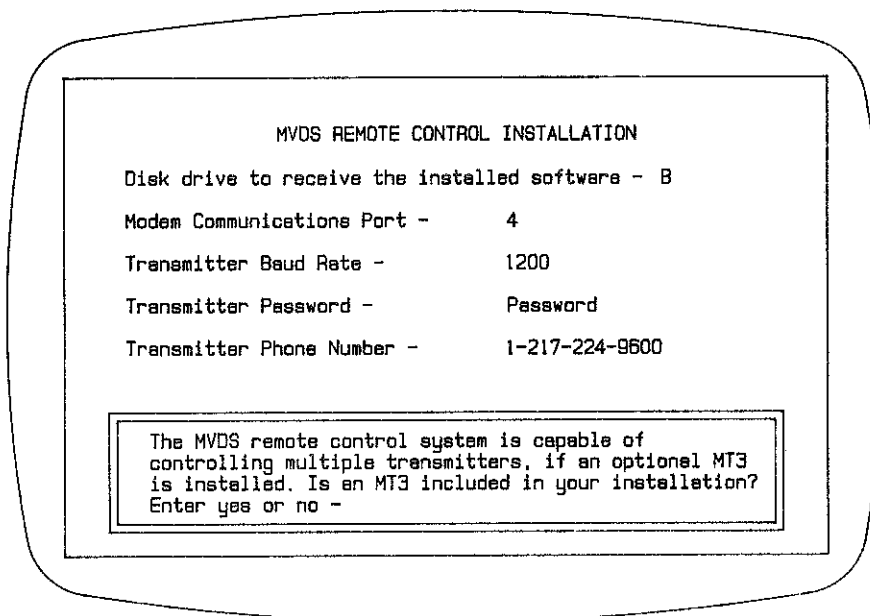 MVDS REMOTE CONTROL INSTALLATION
Disk drive to receive the installed software - B
Modem Communications Port - 4
Transmitter Baud Rate - 1200
Transmitter Password - Password
Transmitter Phone Number - 1-217-224-9600
The MVDS remote control system is capable of
controlling multiple transmitters, if an optional MT3
is installed. Is an MT3 included in your installation?
Enter yes or no -